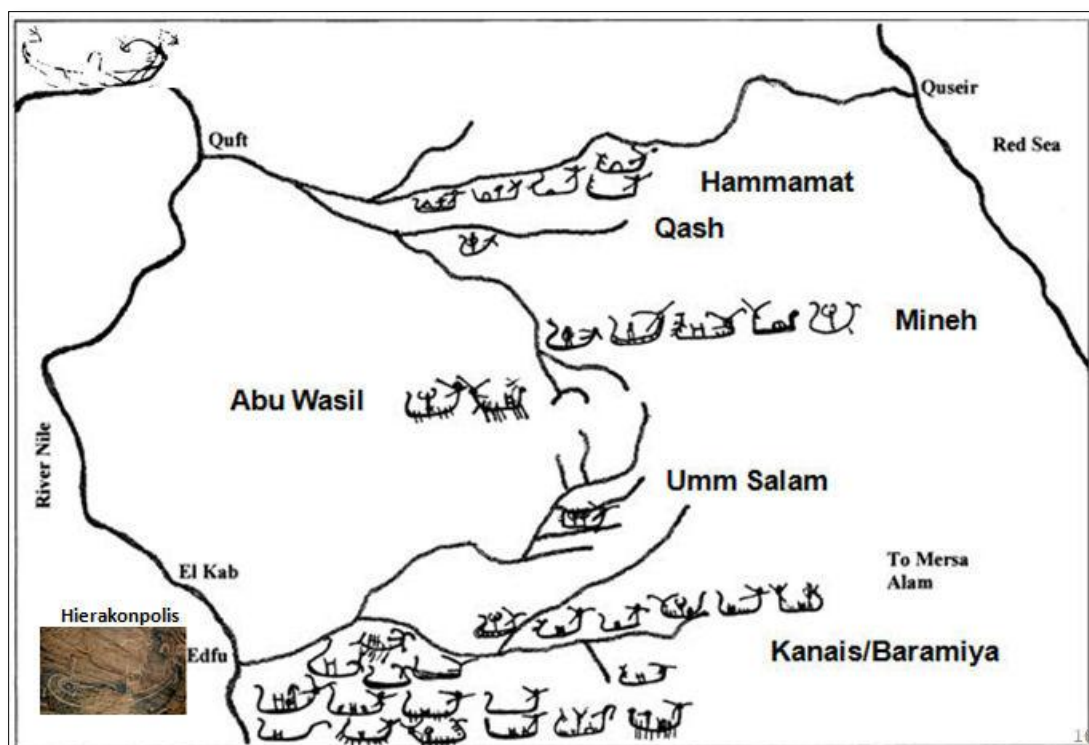 Quseir
Quft
Red Sea
Hammamat
Qash
Mineh
Abu Wasil
River Nile
Umm Salam
To Mersa
Alam
El Kab
Hierakonpolis
Edfu
Kanais/Baramiya